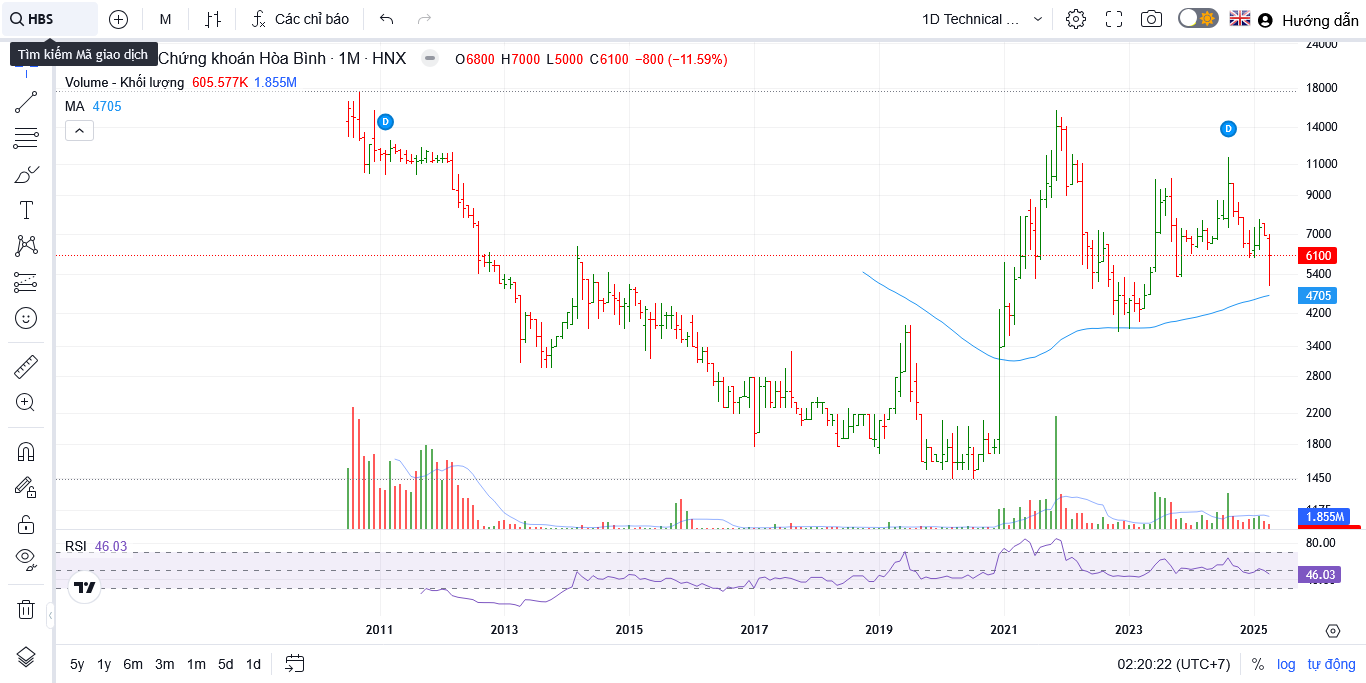 HBS
M
Các chỉ báo
1D Technical ...
Hướng dẫn
Tìm kiếm Mã giao dịch
Chứng khoán Hòa Bình · 1M · HNX
O6800 H7000 L5000 C6100 −800 (−11.59%)
Volume - Khối lượng 605.577K 1.855M
MA 4705
D
D
24000
18000
14000
11000
9000
7000
6100
5400
4705
4200
3400
2800
2200
1800
1450
1.855M
RSI 46.03
80.00
46.03
2011 2013 2015 2017 2019 2021 2023 2025
5y 1y 6m 3m 1m 5d 1d
02:20:22 (UTC+7) % log tự động